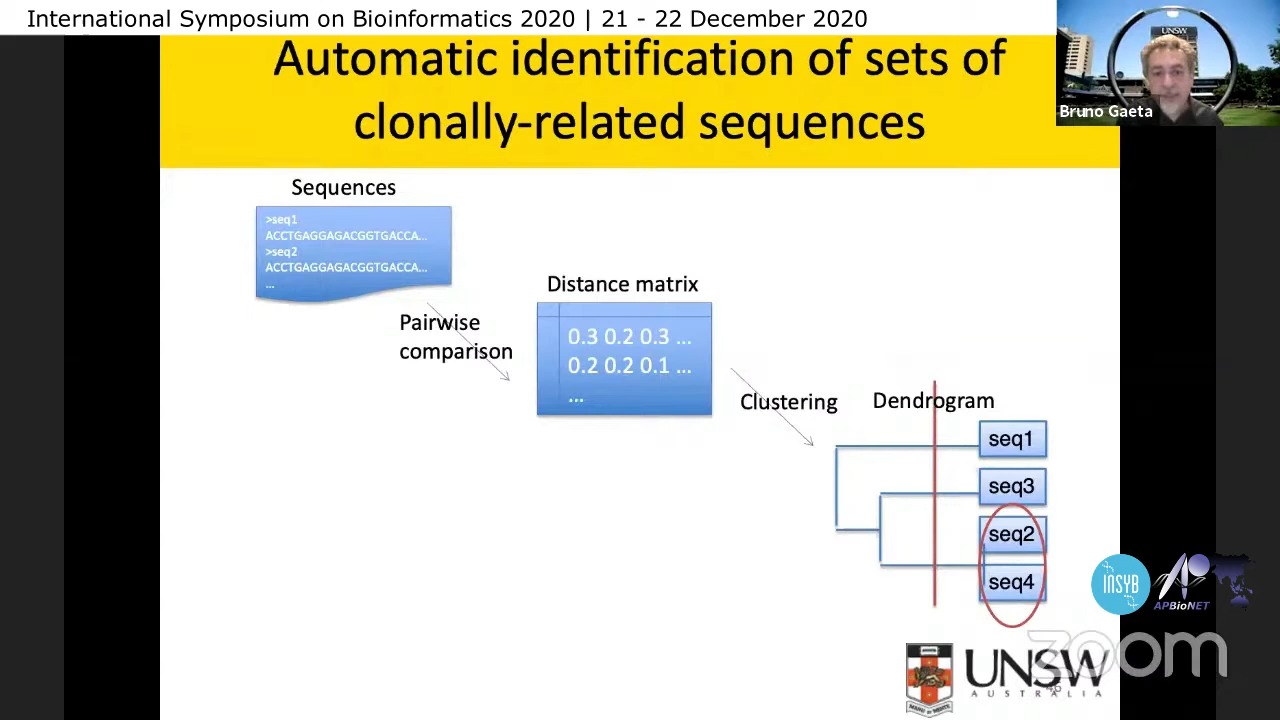 International Symposium on Bioinformatics 2020 | 21 - 22 December 2020
UNSW
Bruno Gaeta
Automatic identification of sets of
clonally-related sequences
Sequences
>seq1
ACCTGAGGAGACGGTGACCA...
>seq2
ACCTGAGGAGACGGTGACCA...
...
Pairwise
comparison
Distance matrix
0.3 0.2 0.3 ...
0.2 0.2 0.1 ...
...
Clustering
Dendrogram
seq1
seq3
seq2
seq4
INSYB
APBioNET
zoom
UNSW
AUSTRALIA
46